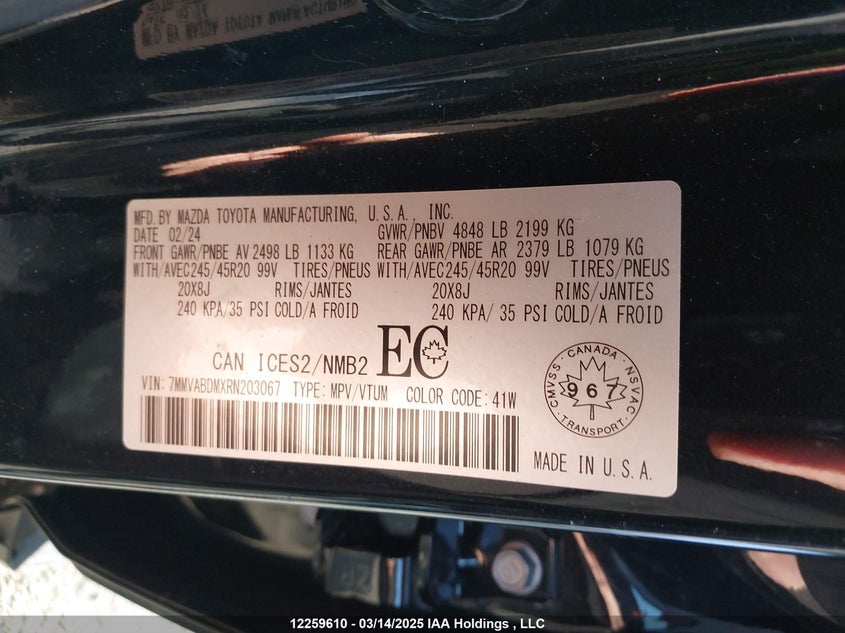 MFD. BY MAZDA TOYOTA MANUFACTURING, U.S.A., INC.
DATE 02/24 GVWR/PNBV 4848 LB 2199 KG
FRONT GAWR/PNBE AV 2498 LB 1133 KG REAR GAWR/PNBE AR 2379 LB 1079 KG
WITH/AVEC245/45R20 99V TIRES/PNEUS WITH/AVEC245/45R20 99V TIRES/PNEUS
20X8J RIMS/JANTES 20X8J RIMS/JANTES
240 KPA/35 PSI COLD/A FROID 240 KPA/ 35 PSI COLD/A FROID
CAN ICES2/NMB2 EC
VIN: 7MMVABDMXRN203067 TYPE: MPV/VTUM COLOR CODE: 41W
CMVSS - CANADA - NSVAC
967
TRANSPORT
MADE IN U.S.A.
12259610 - 03/14/2025 IAA Holdings , LLC